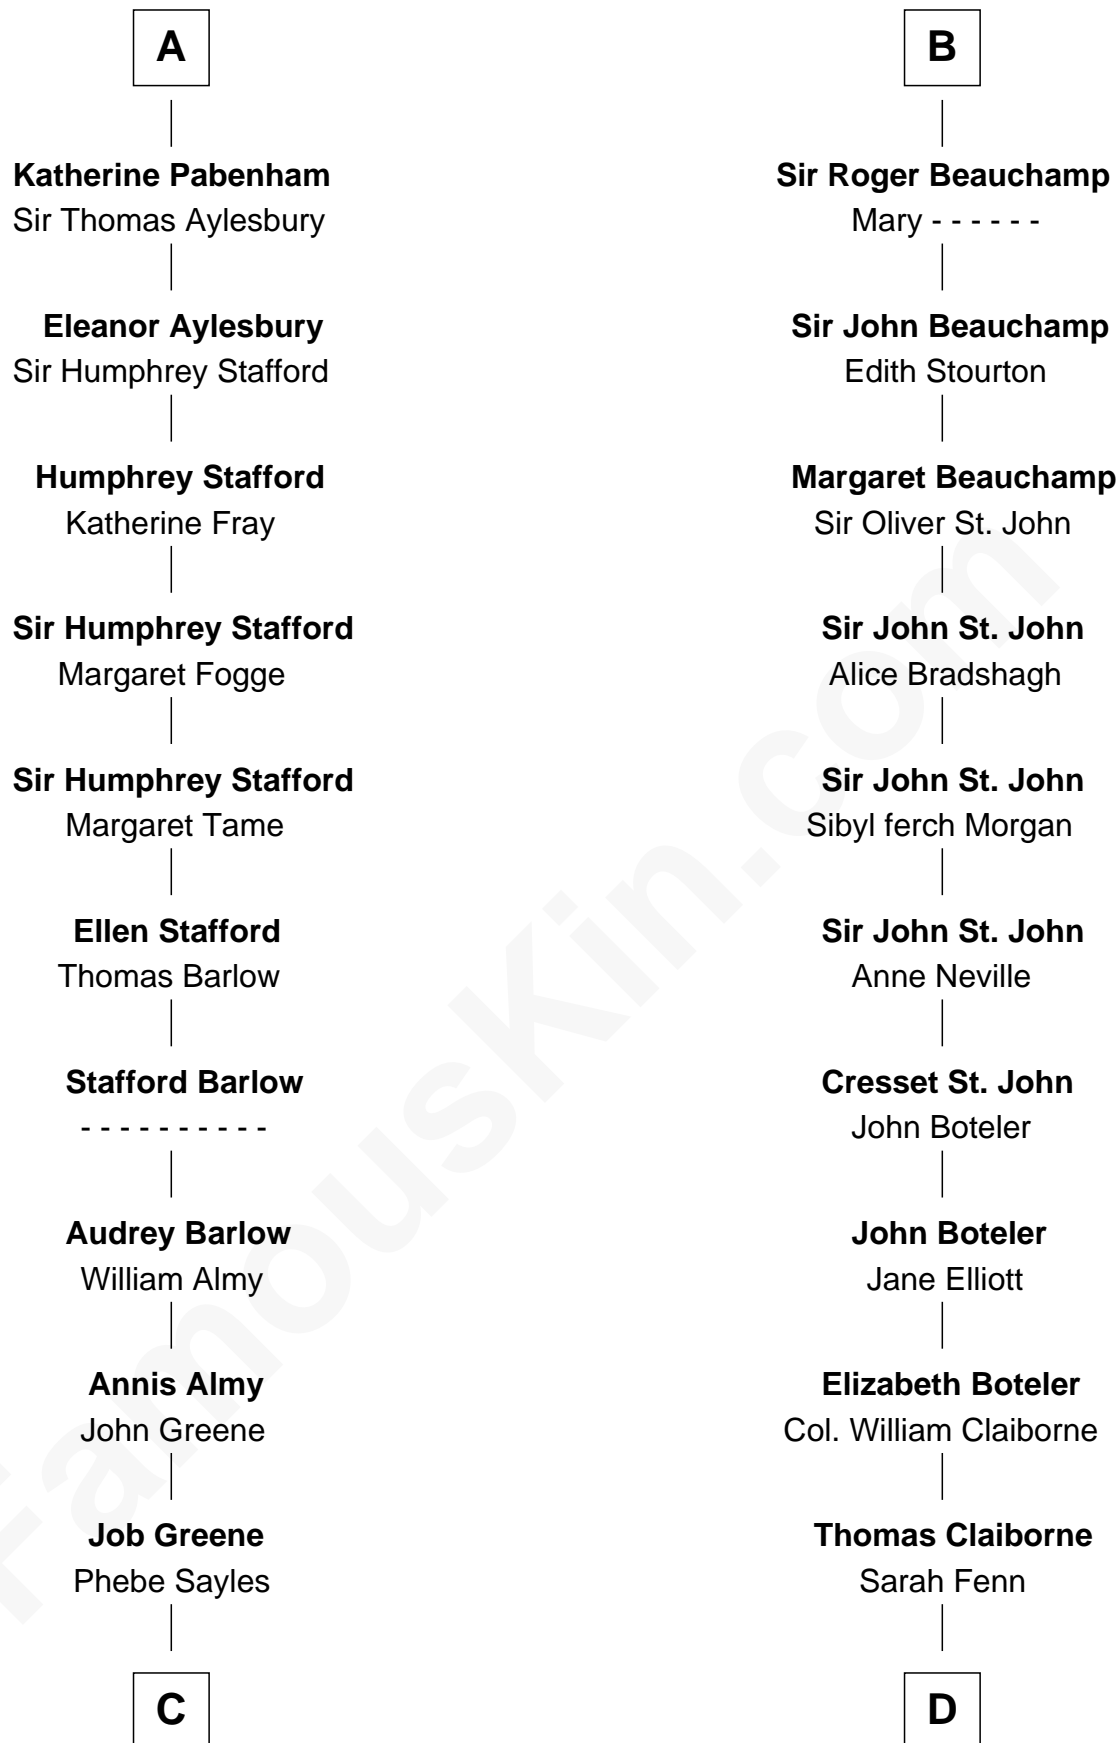 A
Katherine Pabenham
Sir Thomas Aylesbury
Eleanor Aylesbury
Sir Humphrey Stafford
Humphrey Stafford
Katherine Fray
Sir Humphrey Stafford
Margaret Fogge
Sir Humphrey Stafford
Margaret Tame
Ellen Stafford
Thomas Barlow
Stafford Barlow
- - - - - - - - - -
Audrey Barlow
William Almy
Annis Almy
John Greene
Job Greene
Phebe Sayles
C
B
Sir Roger Beauchamp
Mary - - - - - -
Sir John Beauchamp
Edith Stourton
Margaret Beauchamp
Sir Oliver St. John
Sir John St. John
Alice Bradshagh
Sir John St. John
Sibyl ferch Morgan
Sir John St. John
Anne Neville
Cresset St. John
John Boteler
John Boteler
Jane Elliott
Elizabeth Boteler
Col. William Claiborne
Thomas Claiborne
Sarah Fenn
D
FamousKin.com